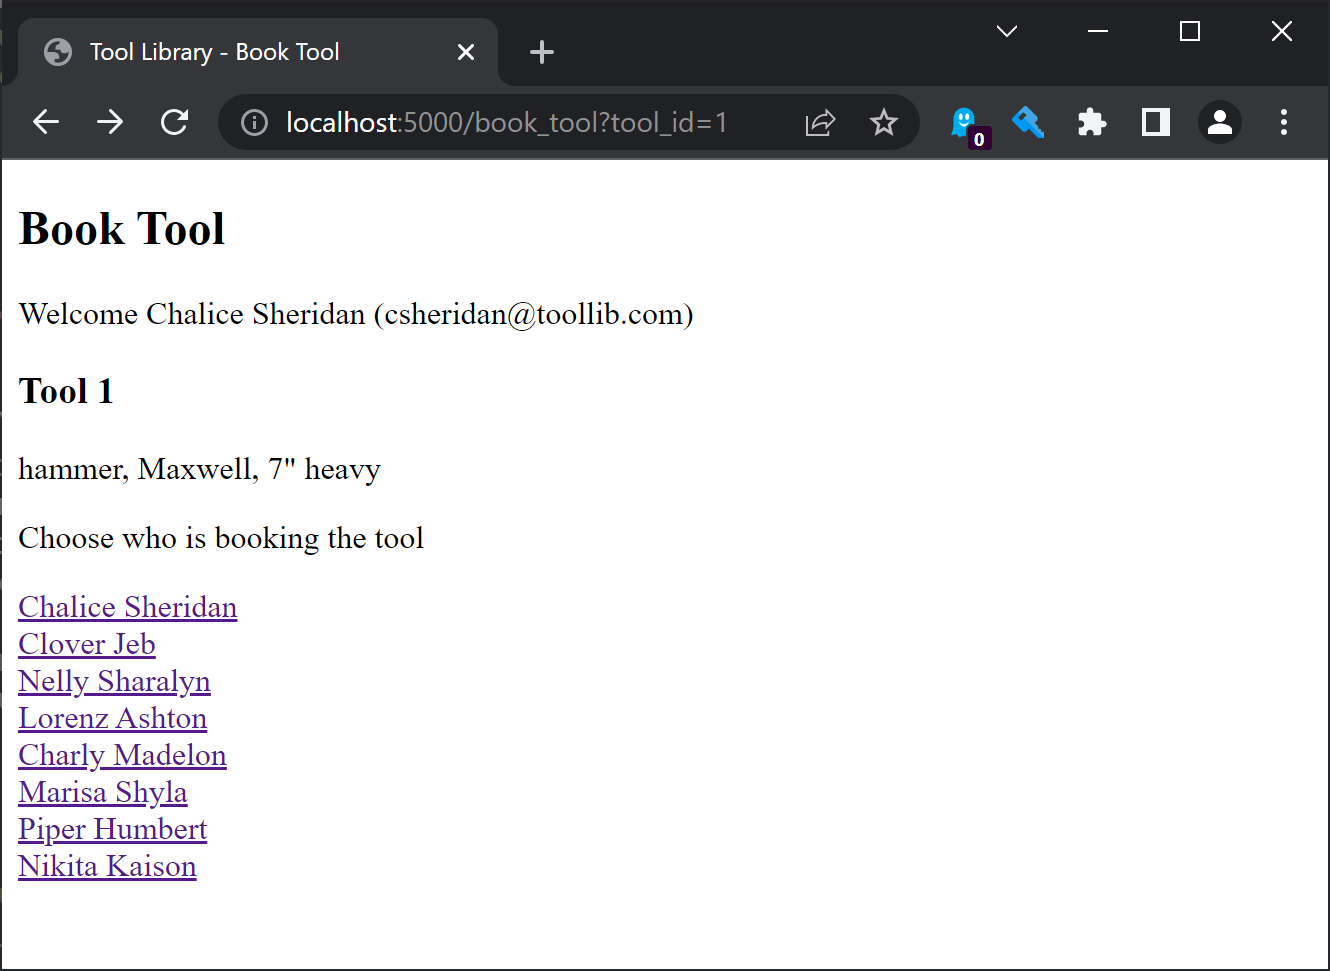 Tool Library - Book Tool
localhost:5000/book_tool?tool_id=1
0
Book Tool
Welcome Chalice Sheridan (csheridan@toollib.com)
Tool 1
hammer, Maxwell, 7" heavy
Choose who is booking the tool
Chalice Sheridan
Clover Jeb
Nelly Sharalyn
Lorenz Ashton
Charly Madelon
Marisa Shyla
Piper Humbert
Nikita Kaison